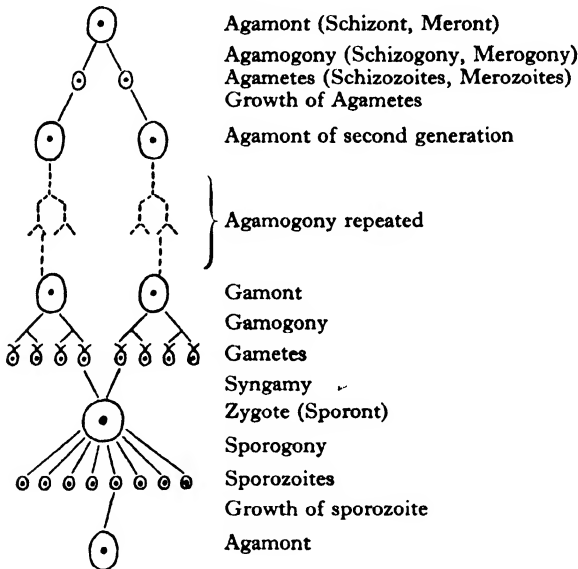 Agamont (Schizont, Meront)
Agamogony (Schizogony, Merogony)
Agametes (Schizozoites, Merozoites)
Growth of Agametes
Agamont of second generation
Agamogony repeated
Gamont
Gamogony
Gametes
Syngamy
Zygote (Sporont)
Sporogony
Sporozoites
Growth of sporozoite
Agamont